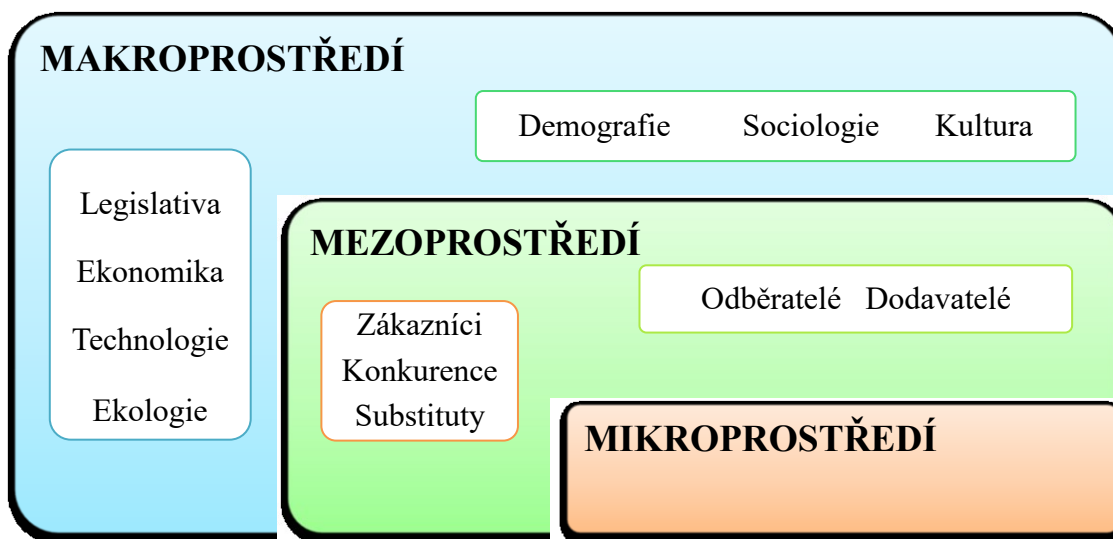 MAKROPROSTŘEDÍ
Demografie Sociologie Kultura
Legislativa
Ekonomika
Technologie
Ekologie
MEZOPROSTŘEDÍ
Odběratelé Dodavatelé
Zákazníci
Konkurence
Substituty
MIKROPROSTŘEDÍ